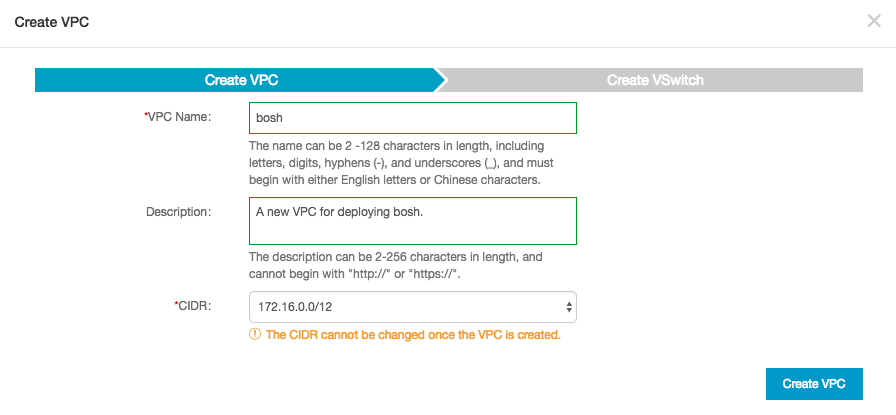 Create VPC
Create VPC
Create VSwitch
*VPC Name:
bosh
The name can be 2 -128 characters in length, including
letters, digits, hyphens (-), and underscores (_), and must
begin with either English letters or Chinese characters.
Description:
A new VPC for deploying bosh.
The description can be 2-256 characters in length, and
cannot begin with "http://" or "https://".
*CIDR:
172.16.0.0/12
The CIDR cannot be changed once the VPC is created.
Create VPC